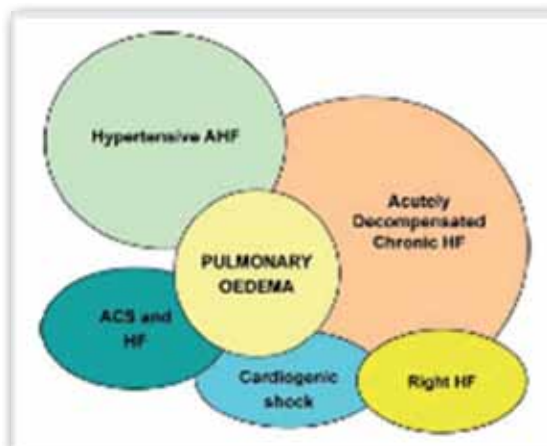 Hypertensive AHF
Acutely
Decompensated
Chronic HF
PULMONARY
OEDEMA
ACS and
HF
Cardiogenic
shock
Right HF